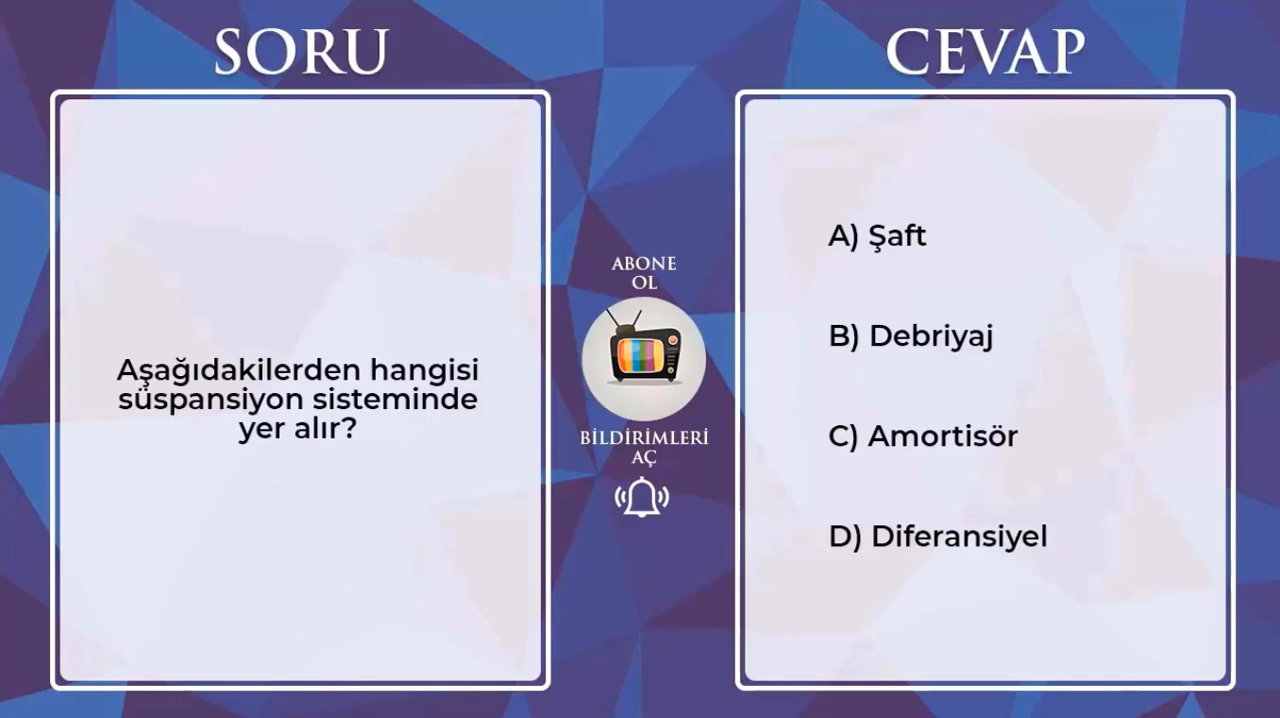 SORU
Aşağıdakilerden hangisi
süspansiyon sisteminde
yer alır?
ABONE
OL
BİLDİRİMLERİ
AÇ
CEVAP
A) Şaft
B) Debriyaj
C) Amortisör
D) Diferansiyel